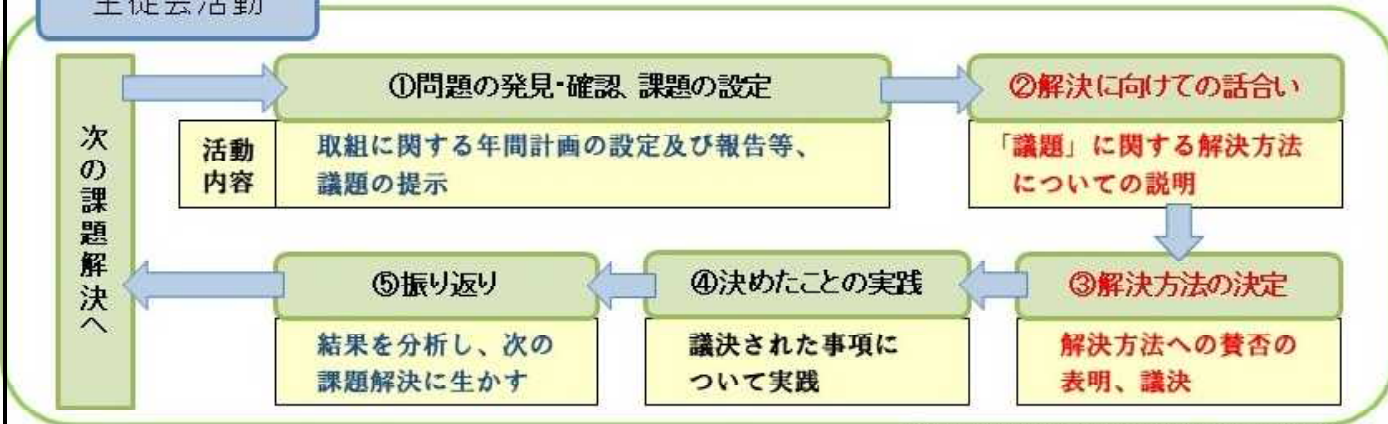 生徒会活動
次の課題解決へ
①問題の発見・確認、課題の設定
活動
内容
取組に関する年間計画の設定及び報告等、
議題の提示
②解決に向けての話合い
「議題」に関する解決方法
についての説明
③解決方法の決定
解決方法への賛否の
表明、議決
④決めたことの実践
議決された事項に
ついて実践
⑤振り返り
結果を分析し、次の
課題解決に生かす